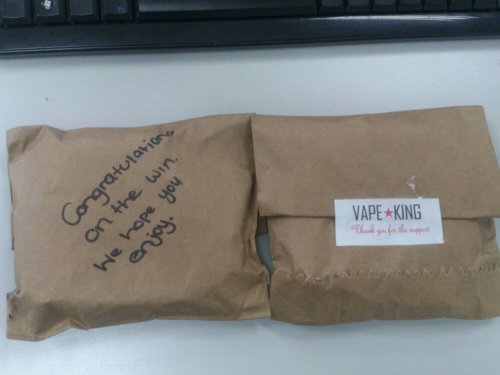 Congratulations
on the win.
We hope you
enjoy.
VAPE★KING
Thank you for the support